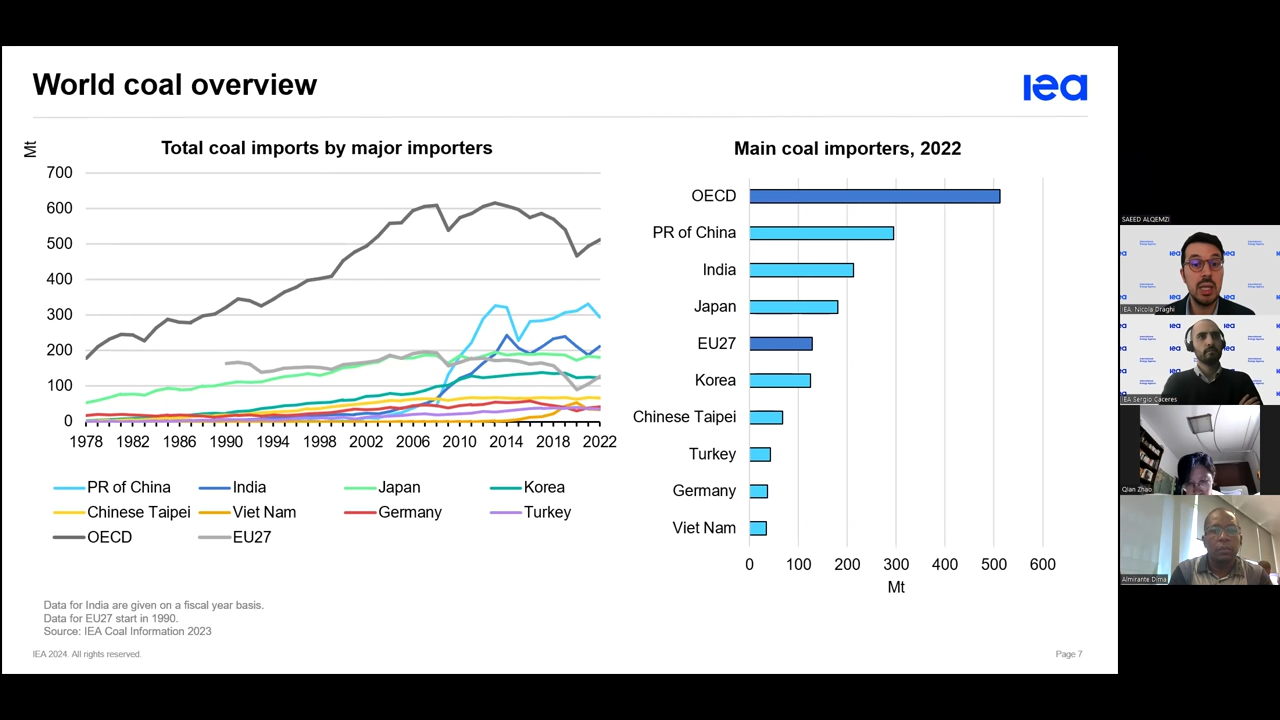 World coal overview
iea
Total coal imports by major importers
Mt
700
600
500
400
300
200
100
0
1978 1982 1986 1990 1994 1998 2002 2006 2010 2014 2018 2022
PR of China India Japan Korea
Chinese Taipei Viet Nam Germany Turkey
OECD EU27
Main coal importers, 2022
OECD
PR of China
India
Japan
EU27
Korea
Chinese Taipei
Turkey
Germany
Viet Nam
0 100 200 300 400 500 600
Mt
Data for India are given on a fiscal year basis.
Data for EU27 start in 1990.
Source: IEA Coal Information 2023
IEA 2024. All rights reserved.
Page 7
SAEED ALQEMZI
IEA: Nicola Draghi
IEA Sergio Caceres
Qian Zhao
Almirante Dima